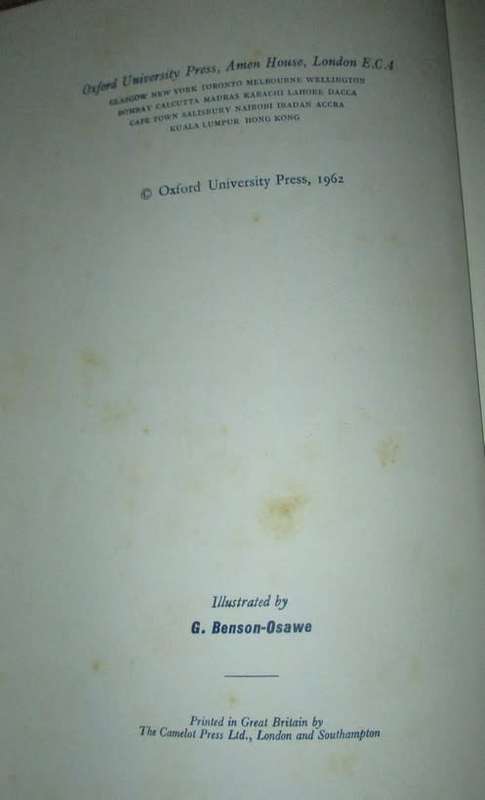 Oxford University Press, Amen House, London E.C.4
GLASGOW NEW YORK TORONTO MELBOURNE WELLINGTON
BOMBAY CALCUTTA MADRAS KARACHI LAHORE DACCA
CAPE TOWN SALISBURY NAIROBI IBADAN ACCRA
KUALA LUMPUR HONG KONG
© Oxford University Press, 1962
Illustrated by
G. Benson-Osawe
Printed in Great Britain by
The Camelot Press Ltd., London and Southampton